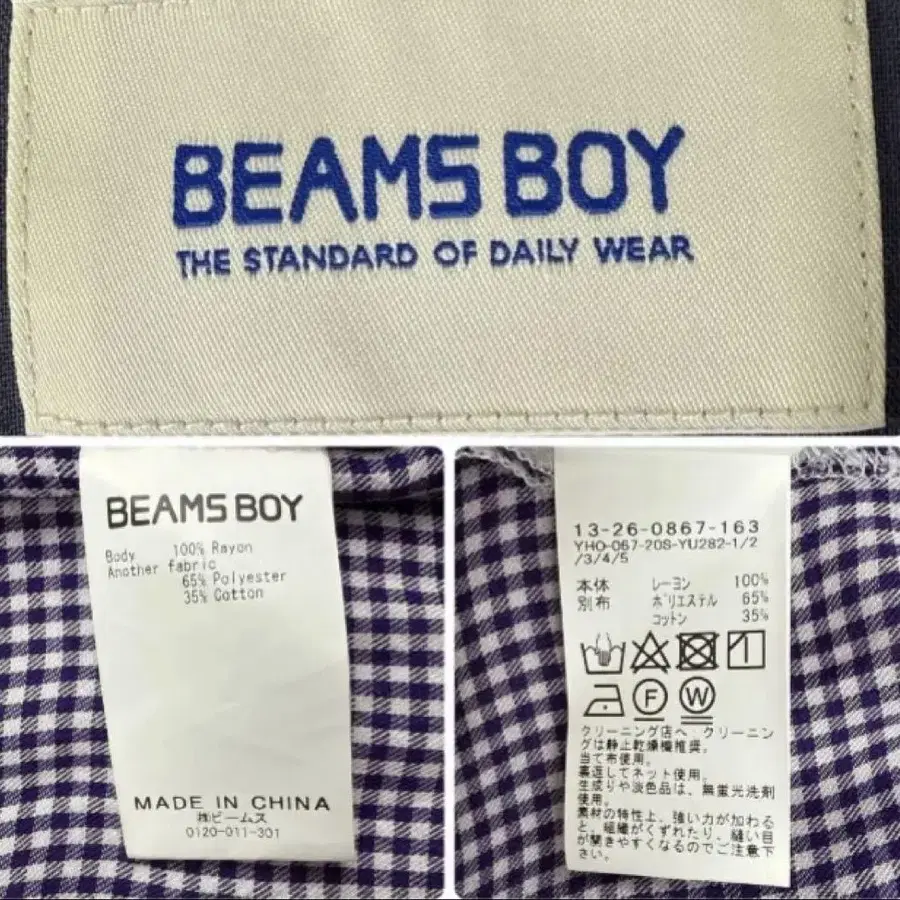 BEAMS BOY
THE STANDARD OF DAILY WEAR
BEAMS BOY
Body 100% Rayon
Another fabric
65% Polyester
35% Cotton
MADE IN CHINA
㈱ビームス
0120-011-301
13-26-0867-163
YHO-067-20S-YU282-1/2
/3/4/5
本体 レーヨン 100%
別布 ポリエステル 65%
コットン 35%
F W
クリーニング店へ クリーニン
グは静止乾燥機推奨。
当て布使用。
裏返してネット使用。
生成りや淡色品は、無蛍光洗剤
使用。
素材の特性上、強い力が加わる
と、組織がくずれたり、縫い目
が開きやすくなるのでご注意下
さい。